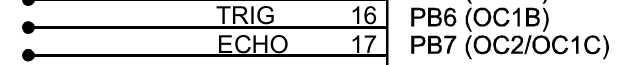 TRIG 16 PB6 (OC1B)
ECHO 17 PB7 (OC2/OC1C)